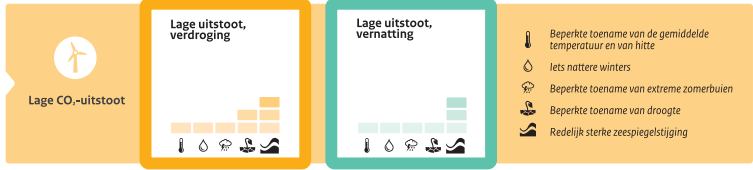 Lage CO₂-uitstoot
Lage uitstoot,
verdroging
Lage uitstoot,
vernatting
Beperkte toename van de gemiddelde
temperatuur en van hitte
Iets nattere winters
Beperkte toename van extreme zomerbuien
Beperkte toename van droogte
Redelijk sterke zeespiegelstijging